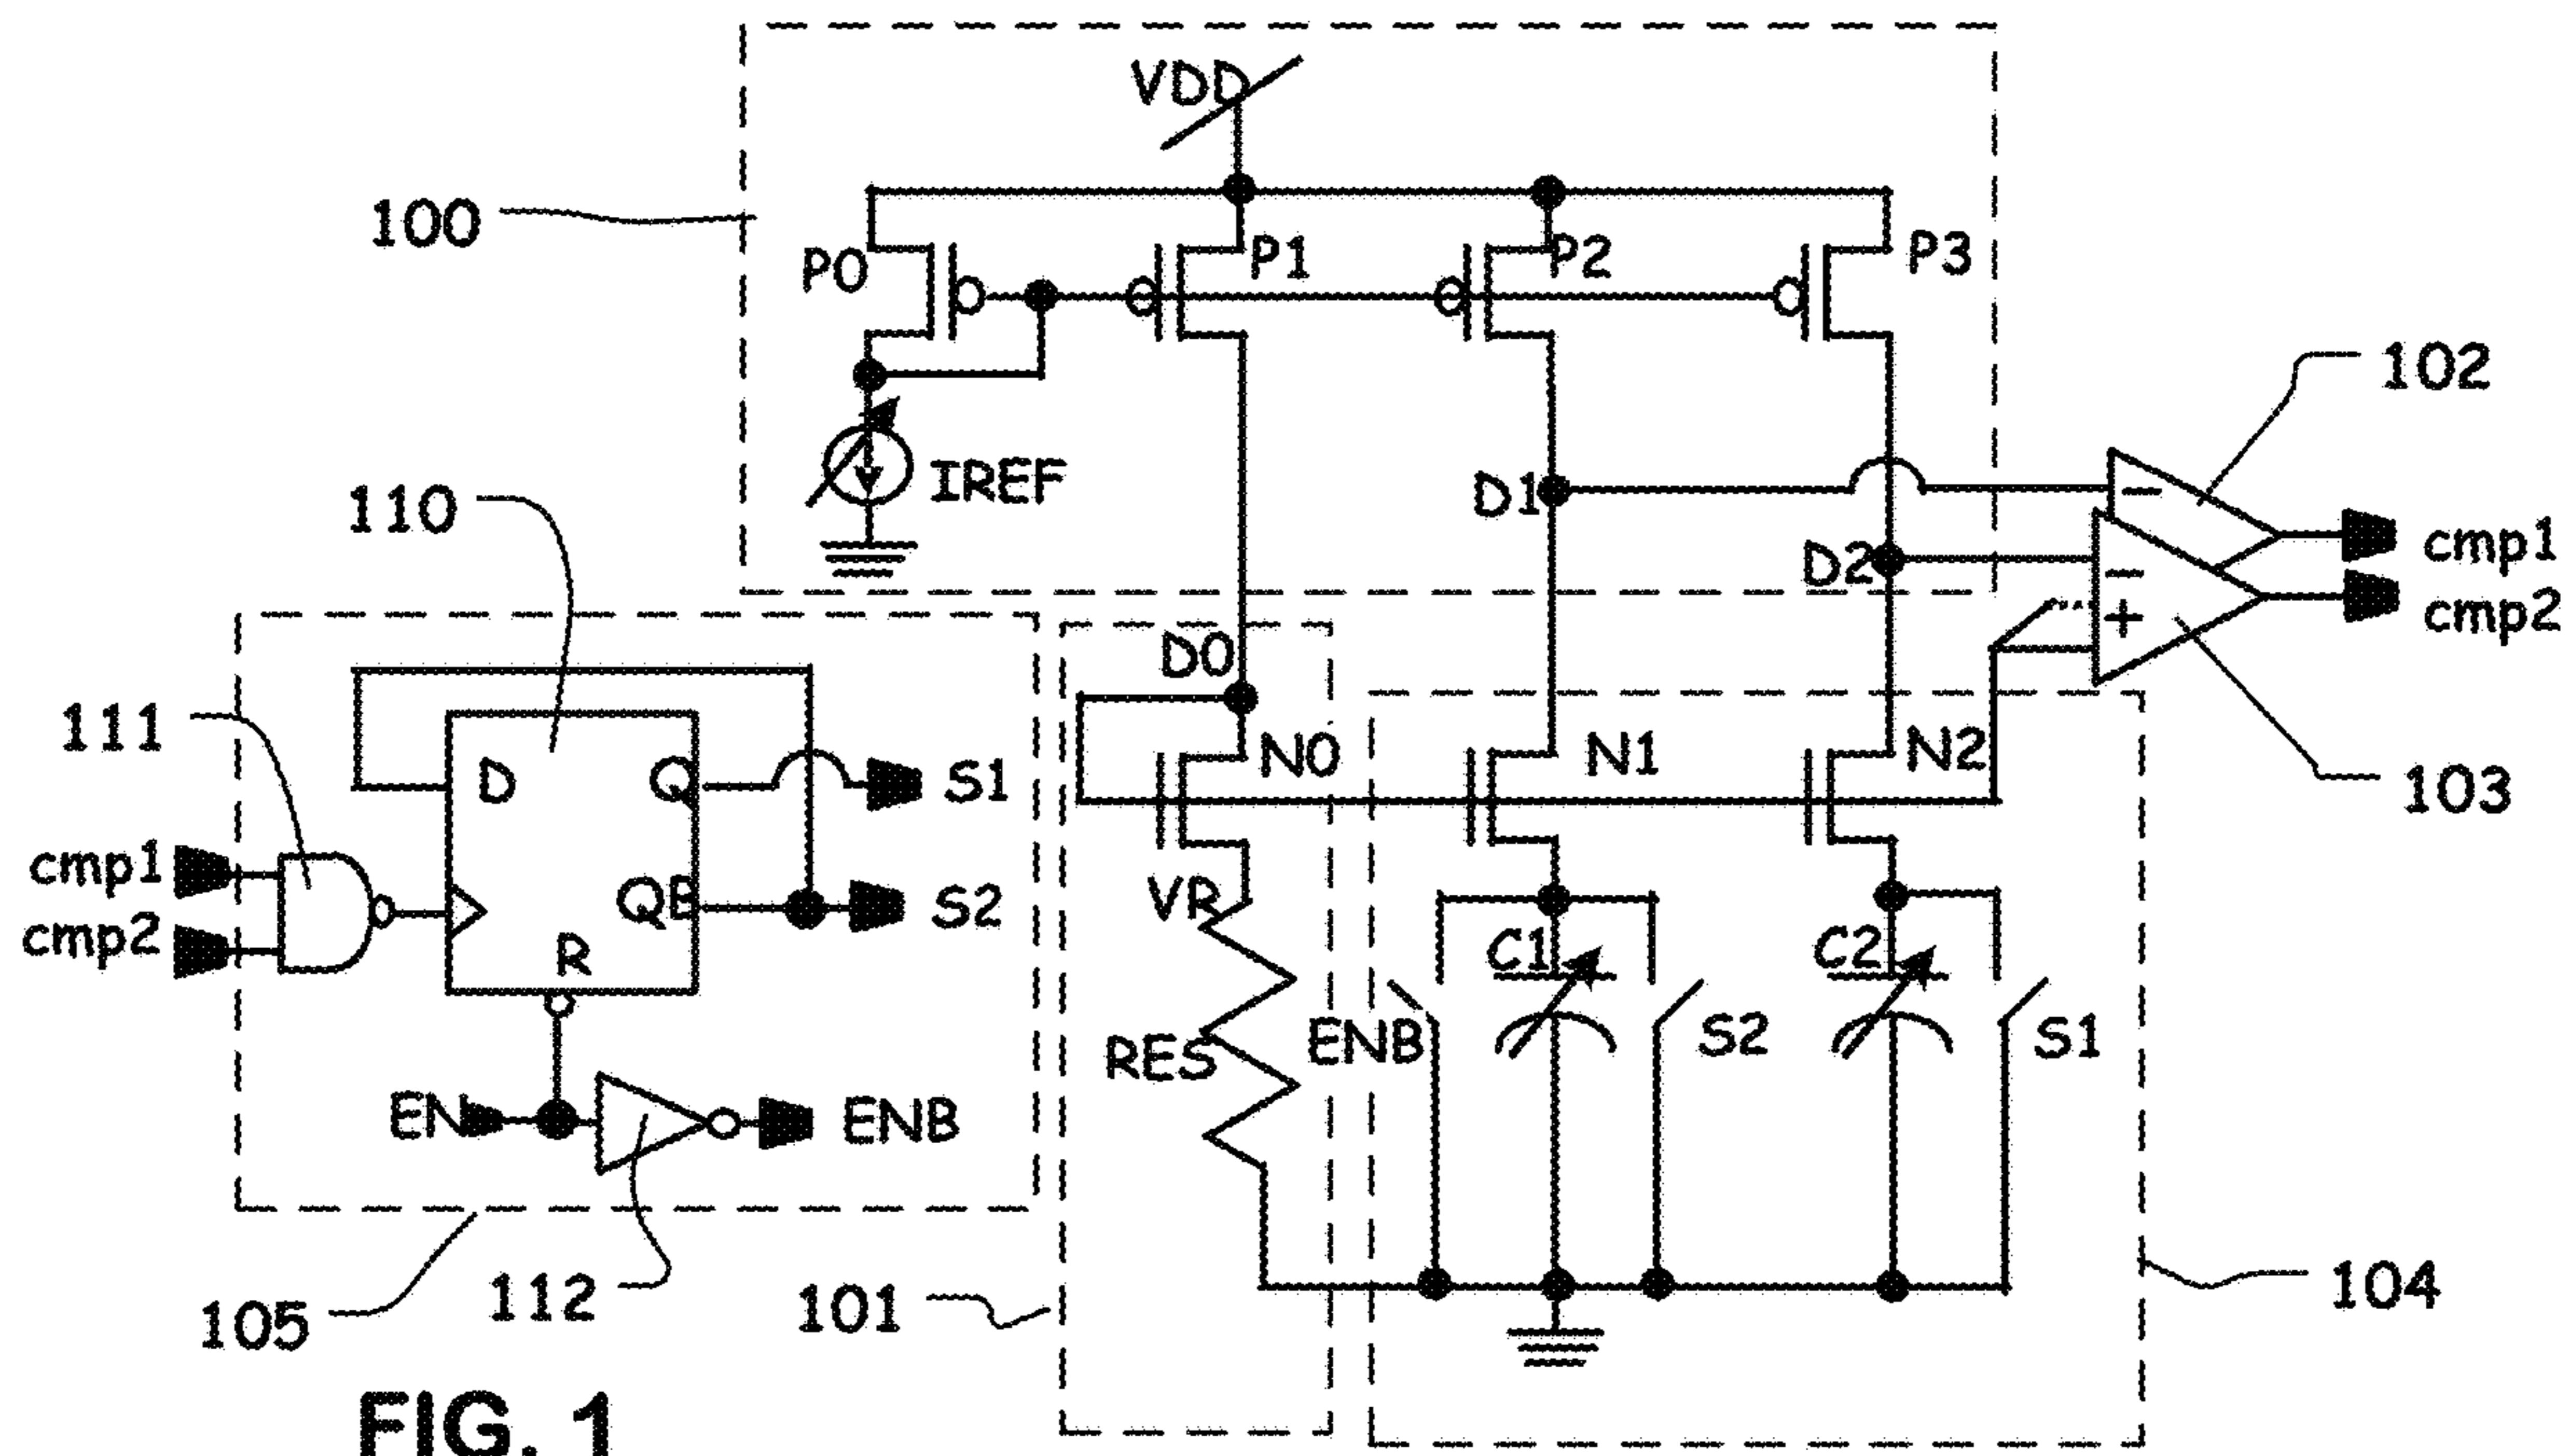 VDD
100
P0
P1
P2
P3
IREF
102
110
D1
D2
cmp1
cmp2
D0
111
D
Q
S1
N0
N1
N2
103
cmp1
cmp2
QB
S2
R
VR
C1
C2
RES
ENB
S2
S1
EN
ENB
105
112
101
104
FIG. 1